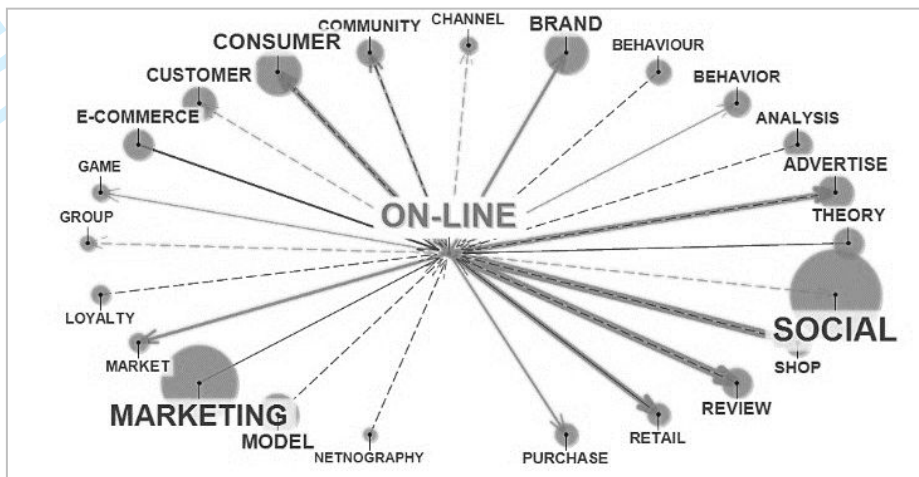 CHANNEL
COMMUNITY
BRAND
CONSUMER
BEHAVIOUR
CUSTOMER
BEHAVIOR
E-COMMERCE
ANALYSIS
GAME
ADVERTISE
GROUP
ON-LINE
THEORY
LOYALTY
SOCIAL
MARKET
SHOP
MARKETING
REVIEW
MODEL
RETAIL
NETNOGRAPHY
PURCHASE